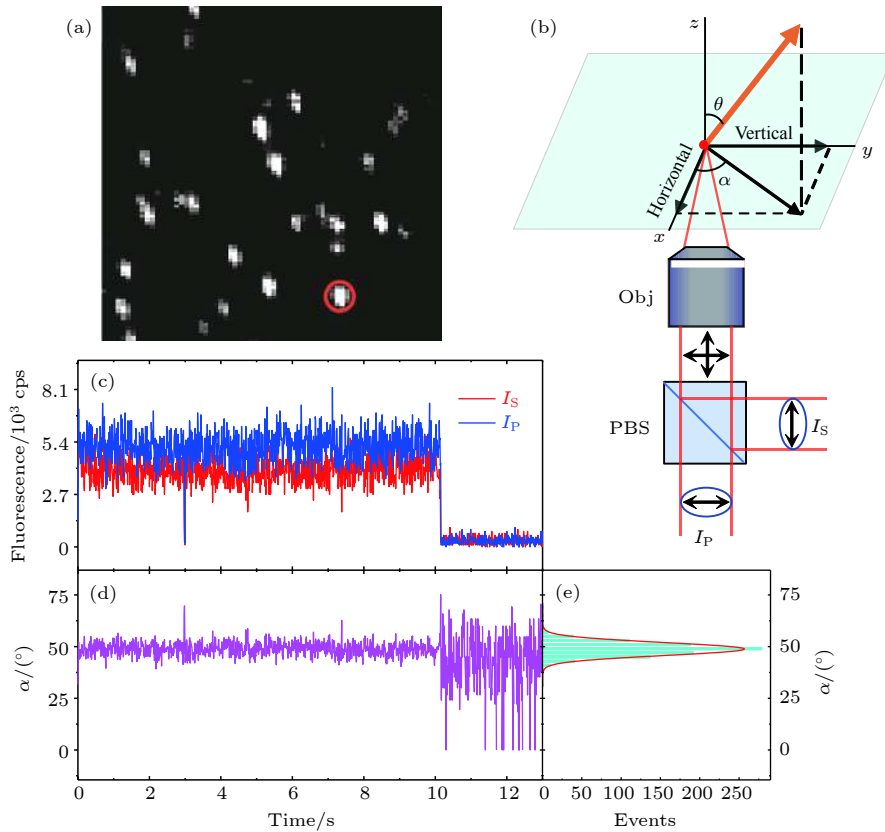 (a)
(b)
z
θ
Vertical
y
Horizontal
α
x
Obj
PBS
I_S
I_P
(c)
I_S
I_P
Fluorescence/10³ cps
8.1
5.4
2.7
0
(d)
α/(°)
75
50
25
0
0 2 4 6 8 10 12
Time/s
(e)
75
50
25
0
α/(°)
0 50 100 150 200 250
Events